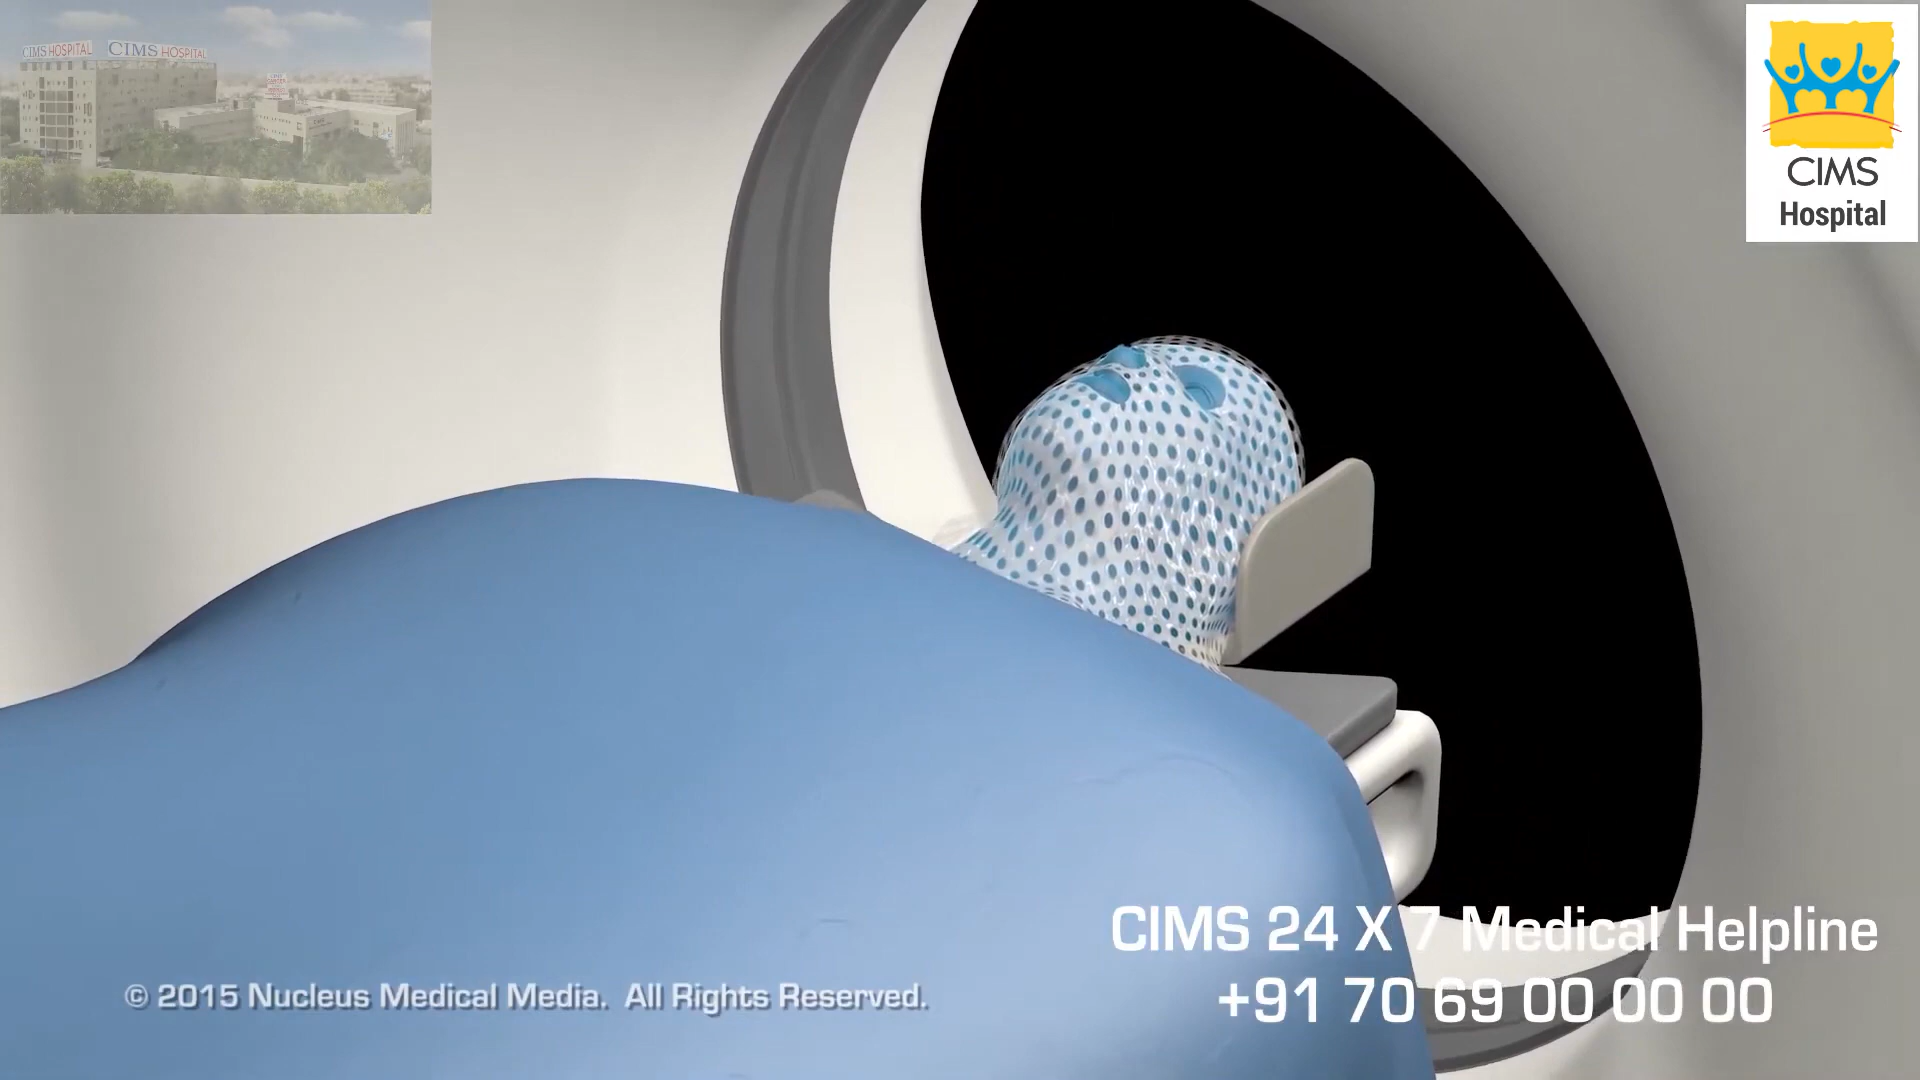 CIMS HOSPITAL CIMS HOSPITAL
CIMS
Hospital
CIMS 24 X 7 Medical Helpline
+91 70 69 00 00 00
© 2015 Nucleus Medical Media. All Rights Reserved.